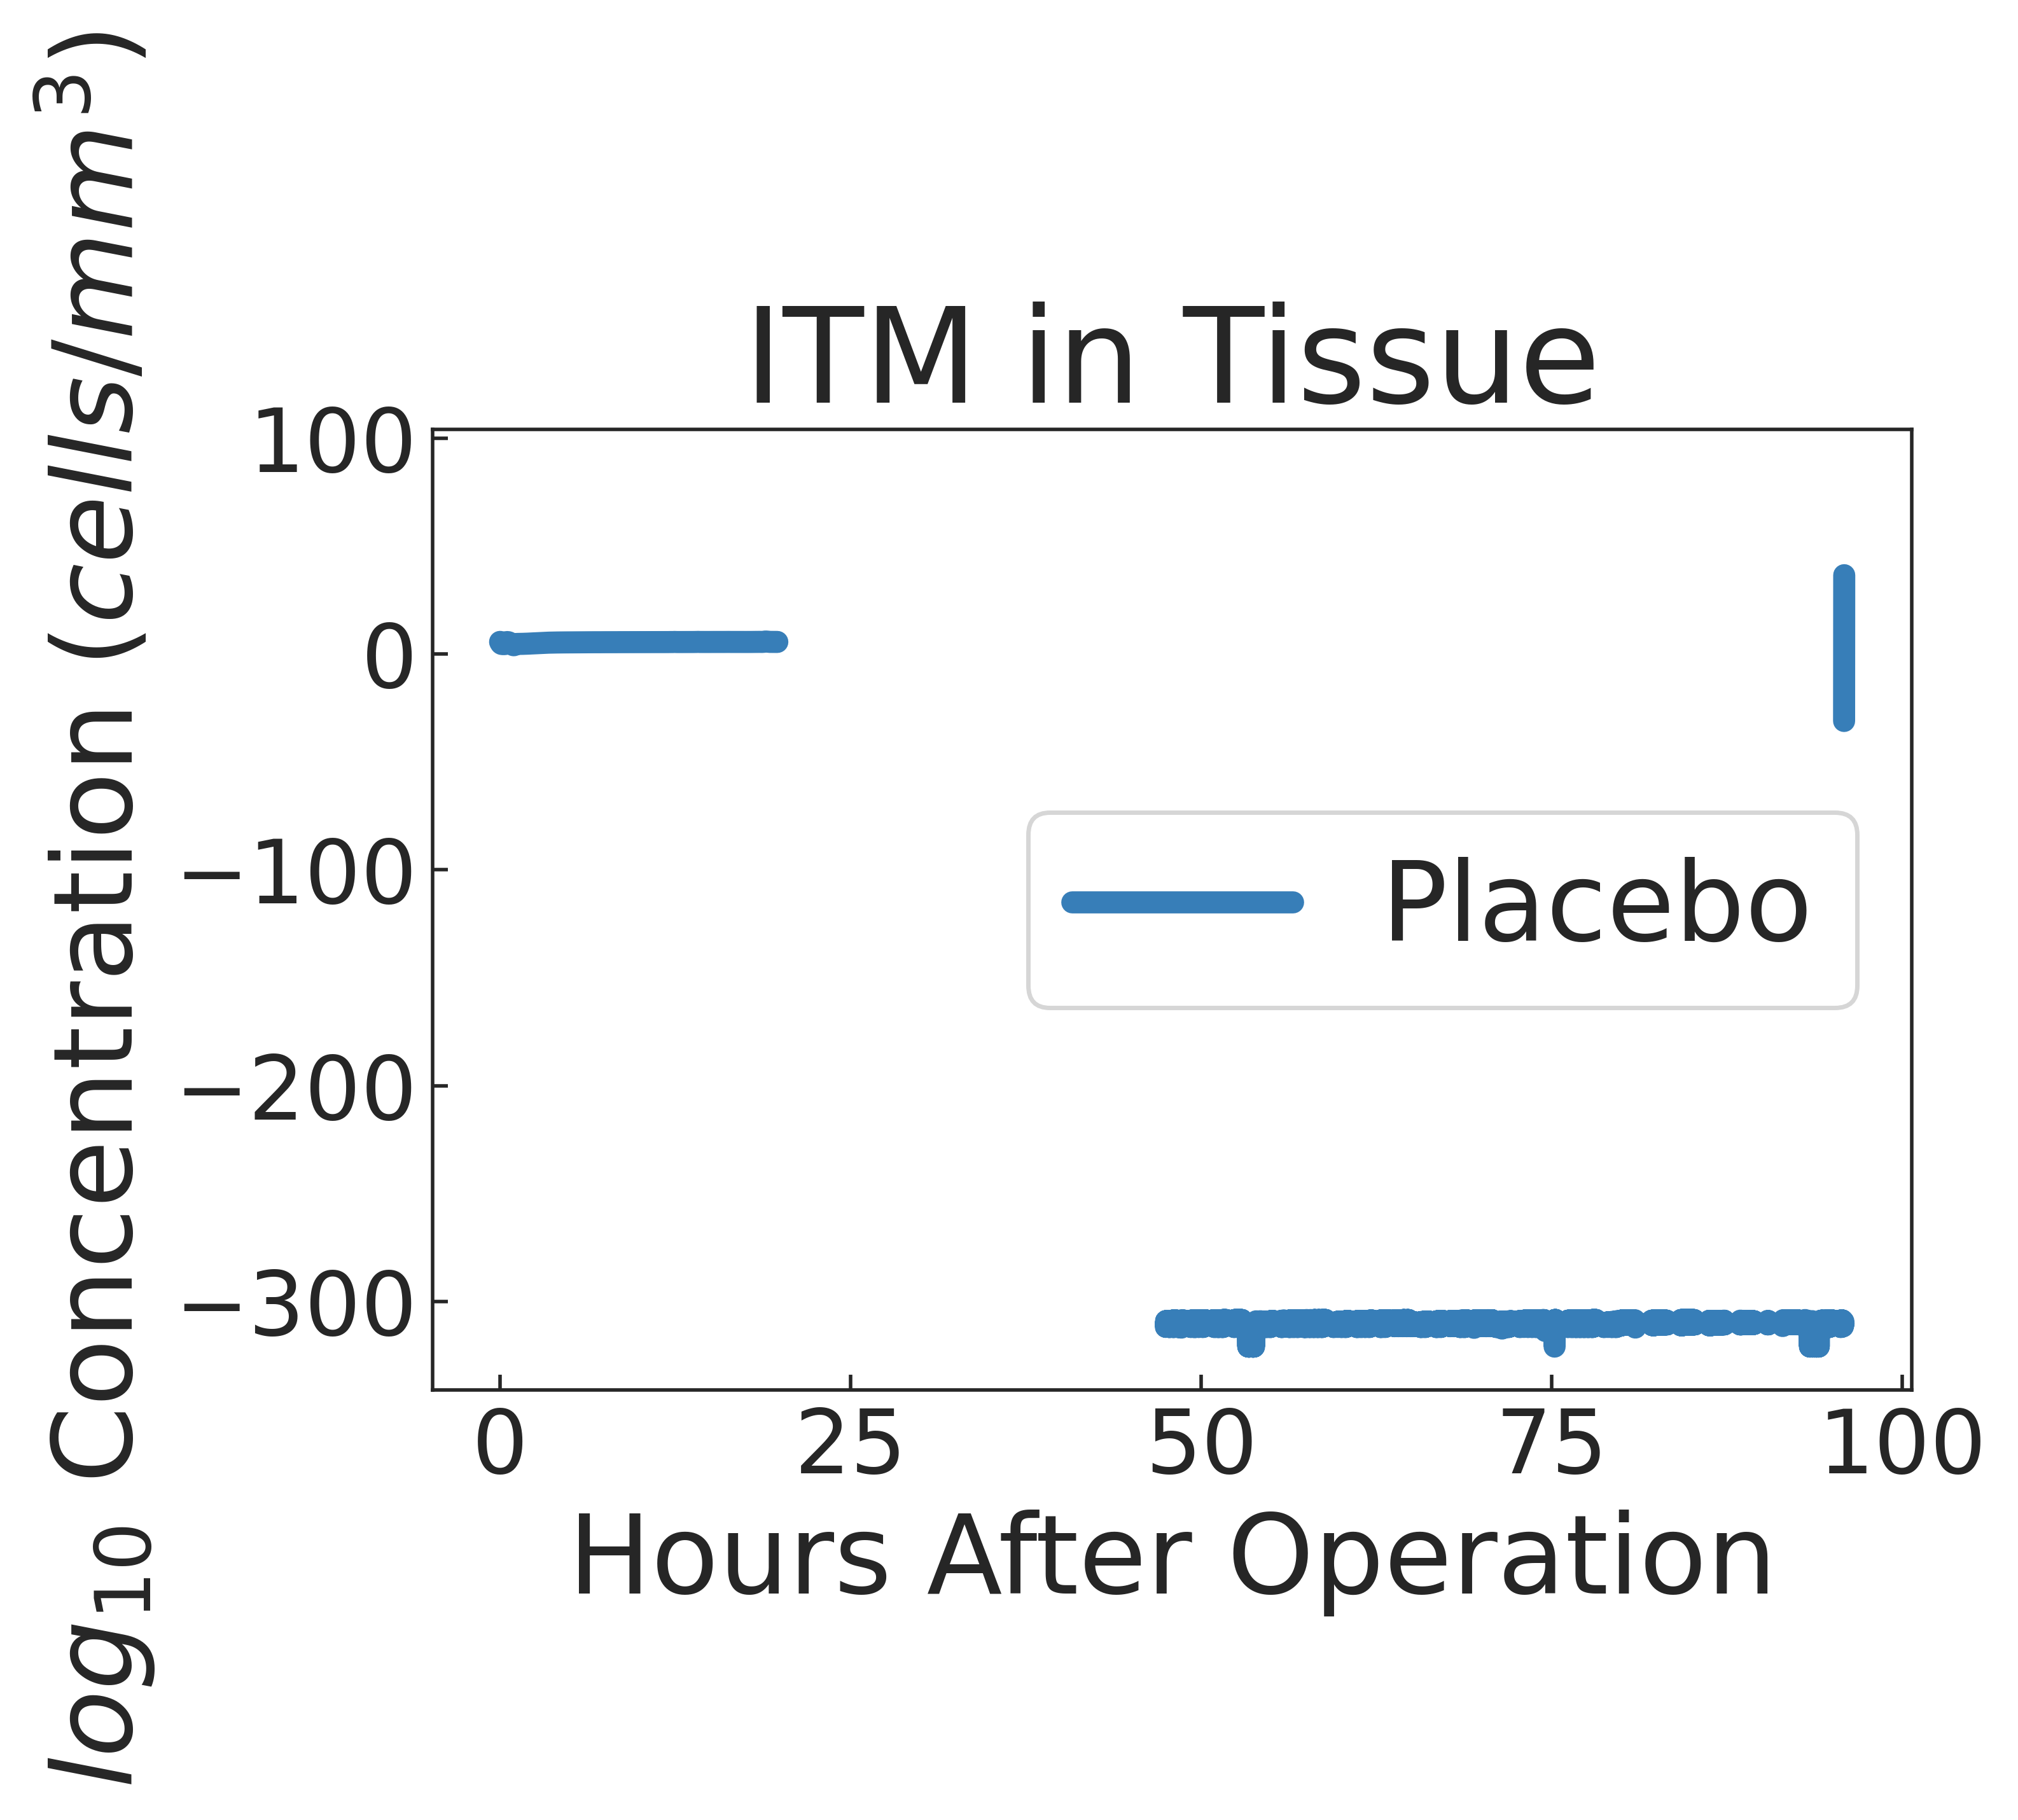 ITM in Tissue
log10 Concentration (cells/mm3)
100
0
−100
−200
−300
Placebo
0 25 50 75 100
Hours After Operation